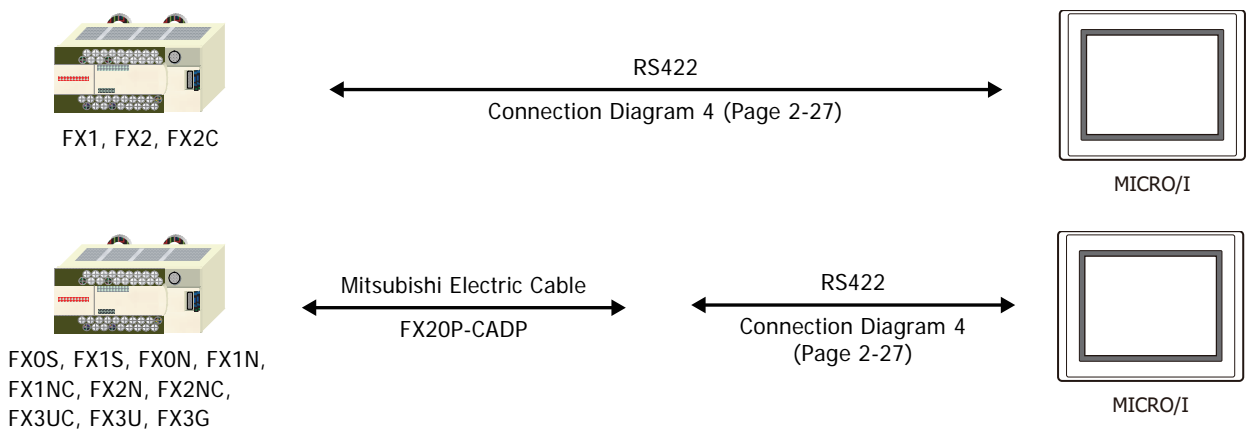 RS422
Connection Diagram 4 (Page 2-27)
FX1, FX2, FX2C
MICRO/I
Mitsubishi Electric Cable
FX20P-CADP
RS422
Connection Diagram 4
(Page 2-27)
FX0S, FX1S, FX0N, FX1N,
FX1NC, FX2N, FX2NC,
FX3UC, FX3U, FX3G
MICRO/I